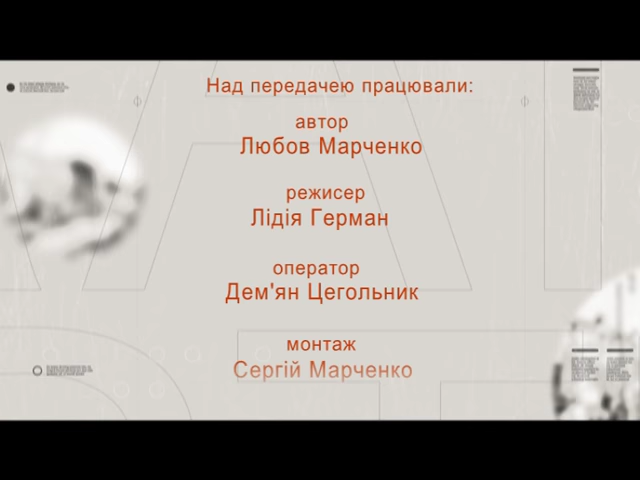 Над передачею працювали:
автор
Любов Марченко
режисер
Лідія Герман
оператор
Дем'ян Цегольник
монтаж
Сергій Марченко